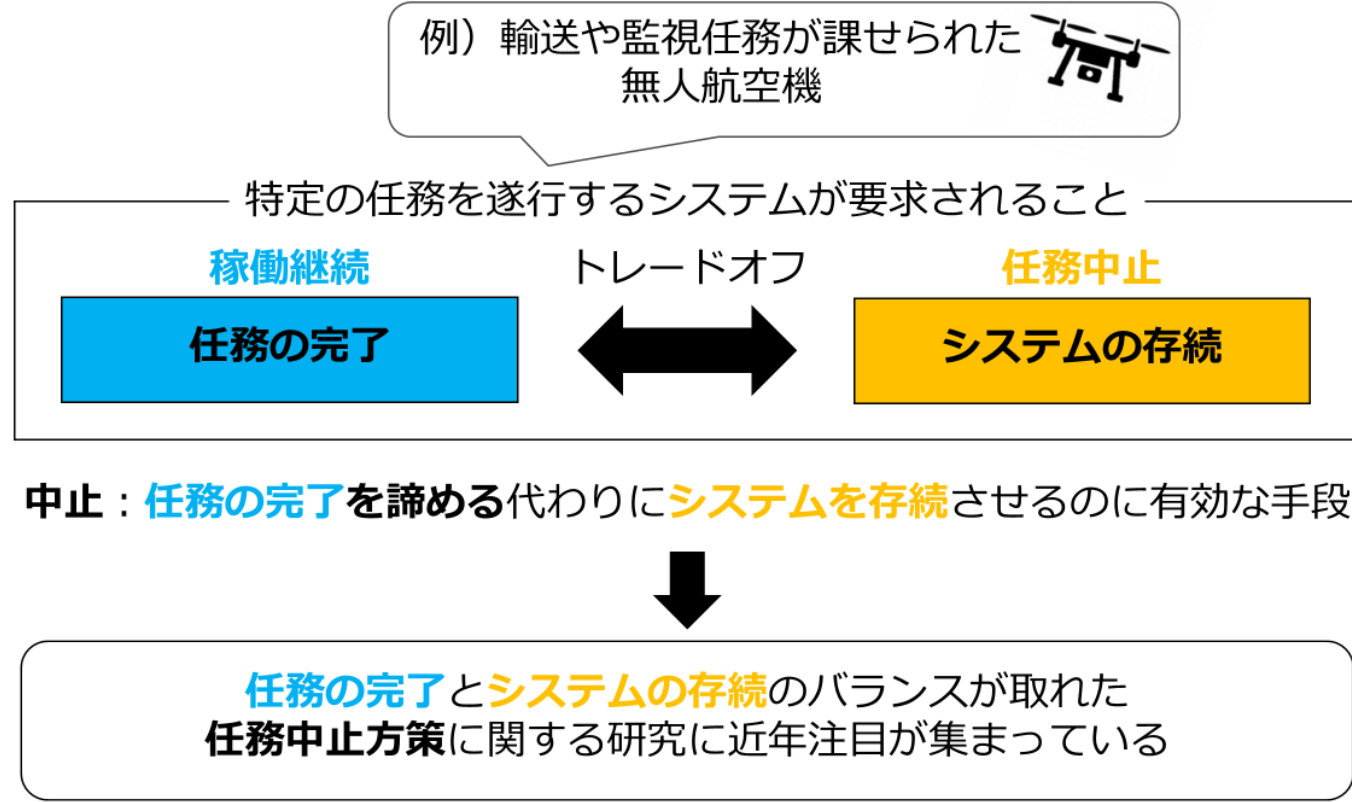 例）輸送や監視任務が課せられた
無人航空機
特定の任務を遂行するシステムが要求されること
稼働継続
トレードオフ
任務中止
任務の完了
システムの存続
中止：任務の完了を諦める代わりにシステムを存続させるのに有効な手段
任務の完了とシステムの存続のバランスが取れた
任務中止方策に関する研究に近年注目が集まっている